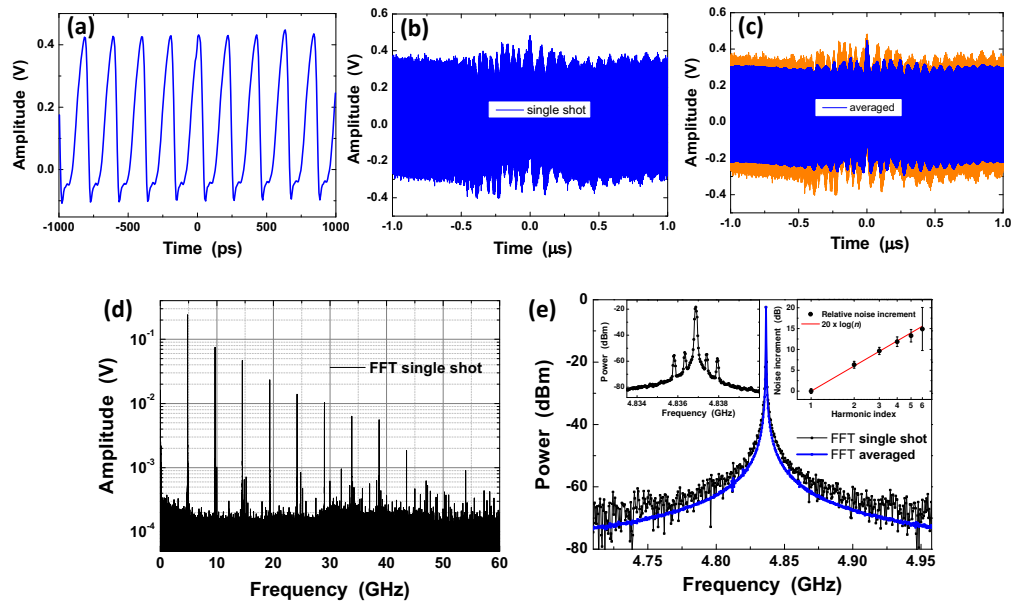 (a)
0.4
0.2
0.0
Amplitude (V)
-1000 -500 0 500 1000
Time (ps)
(b)
0.6
0.4
0.2
0.0
-0.2
-0.4
Amplitude (V)
single shot
-1.0 -0.5 0.0 0.5 1.0
Time (μs)
(c)
0.6
0.4
0.2
0.0
-0.2
-0.4
Amplitude (V)
averaged
-1.0 -0.5 0.0 0.5 1.0
Time (μs)
(d)
10⁻¹
10⁻²
10⁻³
10⁻⁴
Amplitude (V)
FFT single shot
0 10 20 30 40 50 60
Frequency (GHz)
(e)
0
-20
-40
-60
-80
Power (dBm)
-20
-40
-60
-80
Power (dBm)
4.834 4.836 4.838
Frequency (GHz)
20
15
10
5
0
Noise increment (dB)
Relative noise increment
20 x log(n)
1 2 3 4 5 6
Harmonic index
FFT single shot
FFT averaged
4.75 4.80 4.85 4.90 4.95
Frequency (GHz)